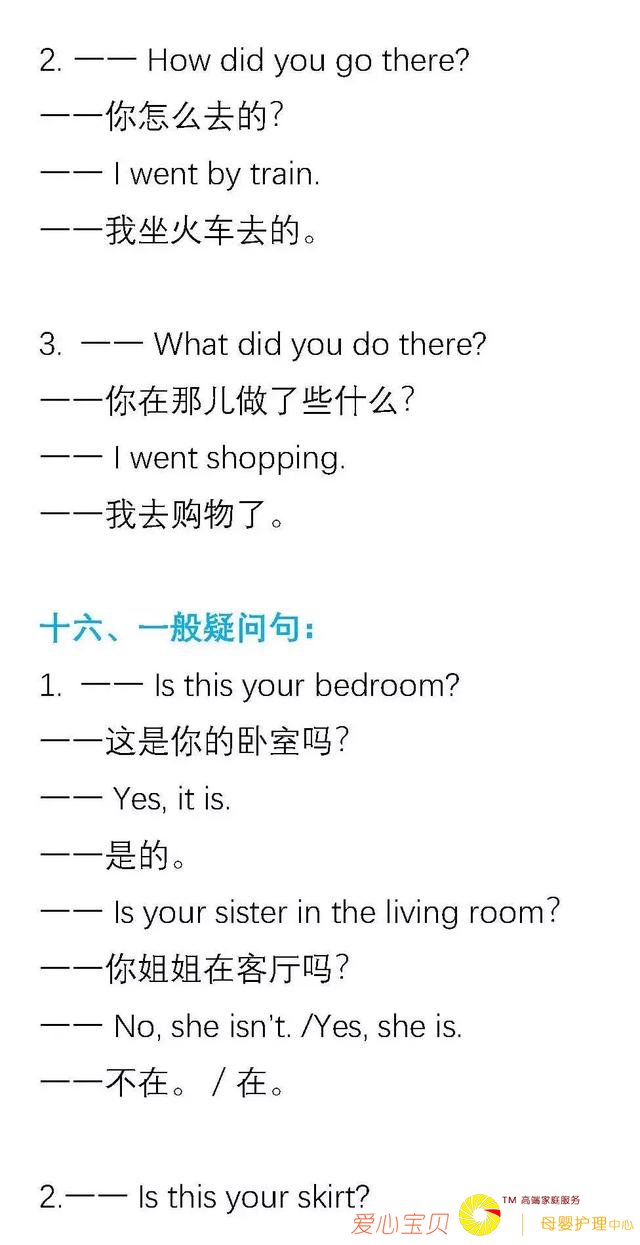 2. —— How did you go there?
——你怎么去的？
—— I went by train.
——我坐火车去的。
3. —— What did you do there?
——你在那儿做了些什么？
—— I went shopping.
——我去购物了。
十六、一般疑问句：
1. —— Is this your bedroom?
——这是你的卧室吗？
—— Yes, it is.
——是的。
—— Is your sister in the living room？
——你姐姐在客厅吗？
—— No, she isn't. /Yes, she is.
——不在。 / 在。
2.—— Is this your skirt?
TM 高端家庭服务
爱心宝贝 | 母婴护理中心